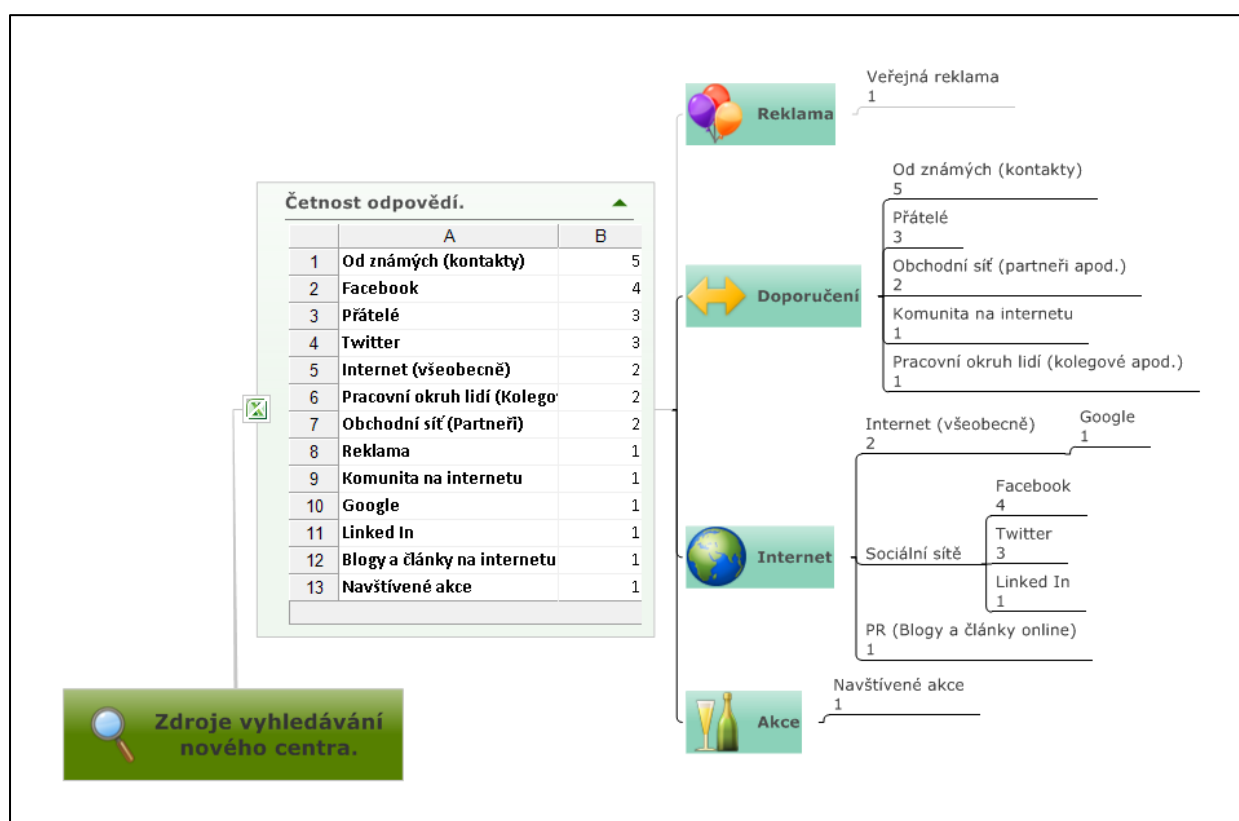 Četnost odpovědí.
A B
1 Od známých (kontakty) 5
2 Facebook 4
3 Přátelé 3
4 Twitter 3
5 Internet (všeobecně) 2
6 Pracovní okruh lidí (Kolego 2
7 Obchodní síť (Partneři) 2
8 Reklama 1
9 Komunita na internetu 1
10 Google 1
11 Linked In 1
12 Blogy a články na internetu 1
13 Navštívené akce 1
Zdroje vyhledávání
nového centra.
Reklama
Veřejná reklama
1
Doporučení
Od známých (kontakty)
5
Přátelé
3
Obchodní síť (partneři apod.)
2
Komunita na internetu
1
Pracovní okruh lidí (kolegové apod.)
1
Internet
Internet (všeobecně)
2
Google
1
Sociální sítě
Facebook
4
Twitter
3
Linked In
1
PR (Blogy a články online)
1
Akce
Navštívené akce
1